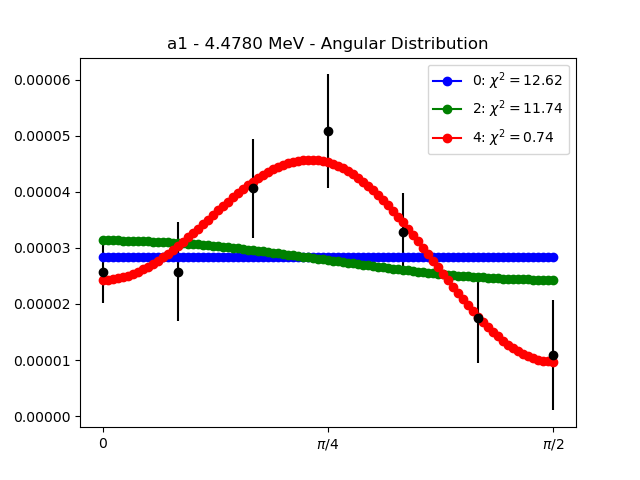 a1 - 4.4780 MeV - Angular Distribution
0: χ² = 12.62
2: χ² = 11.74
4: χ² = 0.74
0.00006
0.00005
0.00004
0.00003
0.00002
0.00001
0.00000
0 π/4 π/2